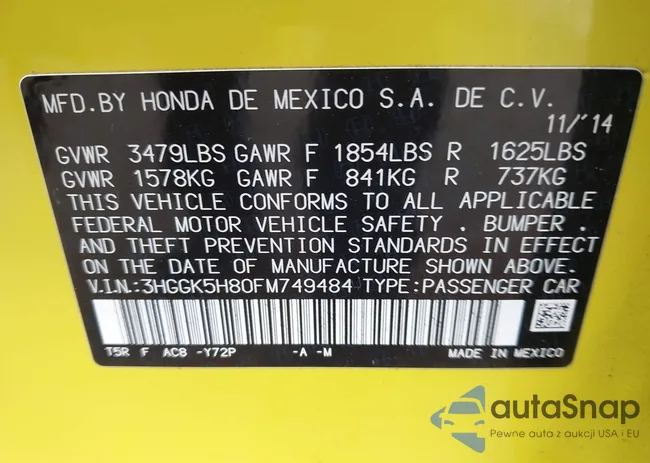 MFD.BY HONDA DE MEXICO S.A. DE C.V.
11/'14
GVWR 3479LBS GAWR F 1854LBS R 1625LBS
GVWR 1578KG GAWR F 841KG R 737KG
THIS VEHICLE CONFORMS TO ALL APPLICABLE
FEDERAL MOTOR VEHICLE SAFETY . BUMPER .
AND THEFT PREVENTION STANDARDS IN EFFECT
ON THE DATE OF MANUFACTURE SHOWN ABOVE.
V.I.N.:3HGGK5H80FM749484 TYPE:PASSENGER CAR
T5R F AC8 -Y72P -A -M MADE IN MEXICO
autaSnap
Pewne auta z aukcji USA i EU